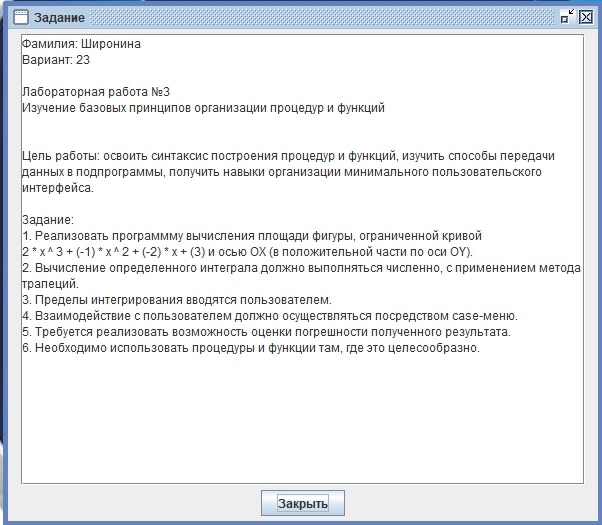 Задание
Фамилия: Широнина
Вариант: 23
Лабораторная работа №3
Изучение базовых принципов организации процедур и функций
Цель работы: освоить синтаксис построения процедур и функций, изучить способы передачи
данных в подпрограммы, получить навыки организации минимального пользовательского
интерфейса.
Задание:
1. Реализовать программму вычисления площади фигуры, ограниченной кривой
2 * x ^ 3 + (-1) * x ^ 2 + (-2) * x + (3) и осью OX (в положительной части по оси OY).
2. Вычисление определенного интеграла должно выполняться численно, с применением метода
трапеций.
3. Пределы интегрирования вводятся пользователем.
4. Взаимодействие с пользователем должно осуществляться посредством case-меню.
5. Требуется реализовать возможность оценки погрешности полученного результата.
6. Необходимо использовать процедуры и функции там, где это целесообразно.
Закрыть